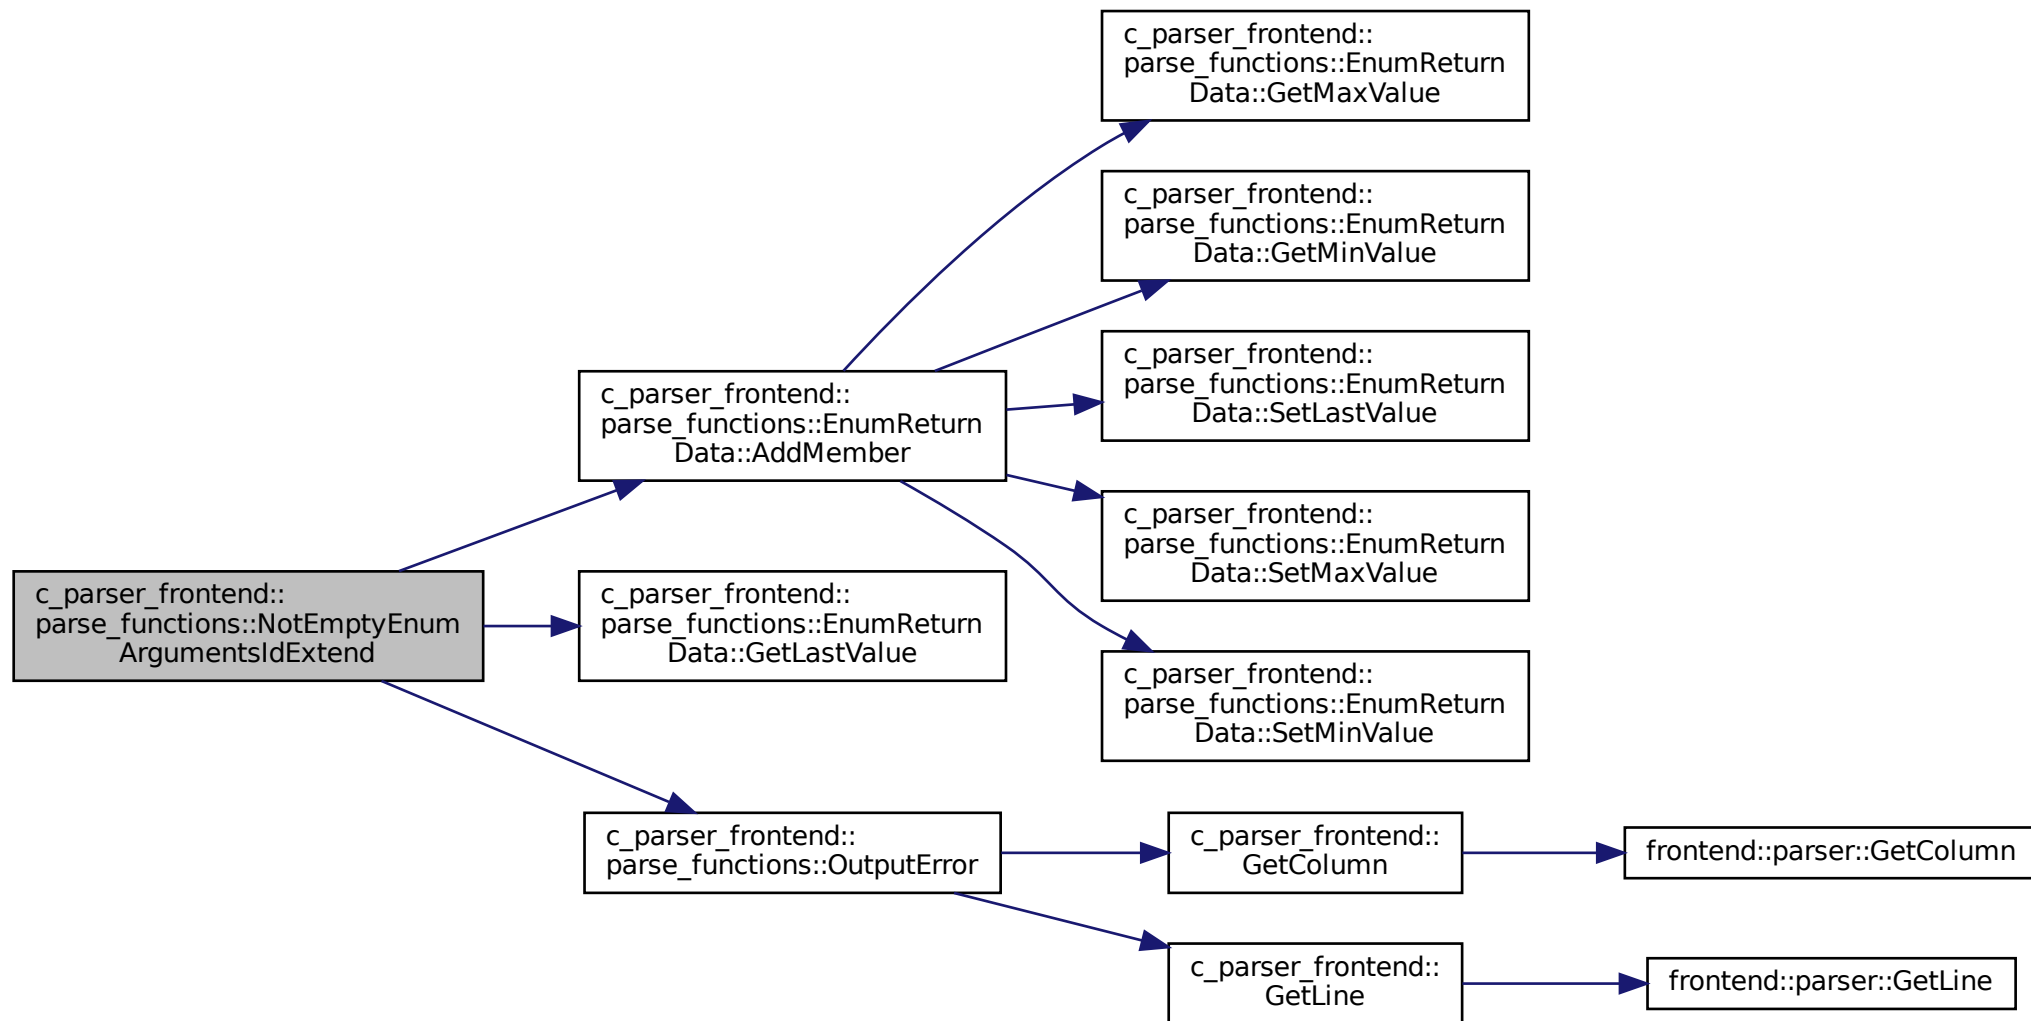 c_parser_frontend::
parse_functions::NotEmptyEnum
ArgumentsIdExtend
c_parser_frontend::
parse_functions::EnumReturn
Data::AddMember
c_parser_frontend::
parse_functions::EnumReturn
Data::GetMaxValue
c_parser_frontend::
parse_functions::EnumReturn
Data::GetMinValue
c_parser_frontend::
parse_functions::EnumReturn
Data::SetLastValue
c_parser_frontend::
parse_functions::EnumReturn
Data::SetMaxValue
c_parser_frontend::
parse_functions::EnumReturn
Data::SetMinValue
c_parser_frontend::
parse_functions::EnumReturn
Data::GetLastValue
c_parser_frontend::
parse_functions::OutputError
c_parser_frontend::
GetColumn
frontend::parser::GetColumn
c_parser_frontend::
GetLine
frontend::parser::GetLine